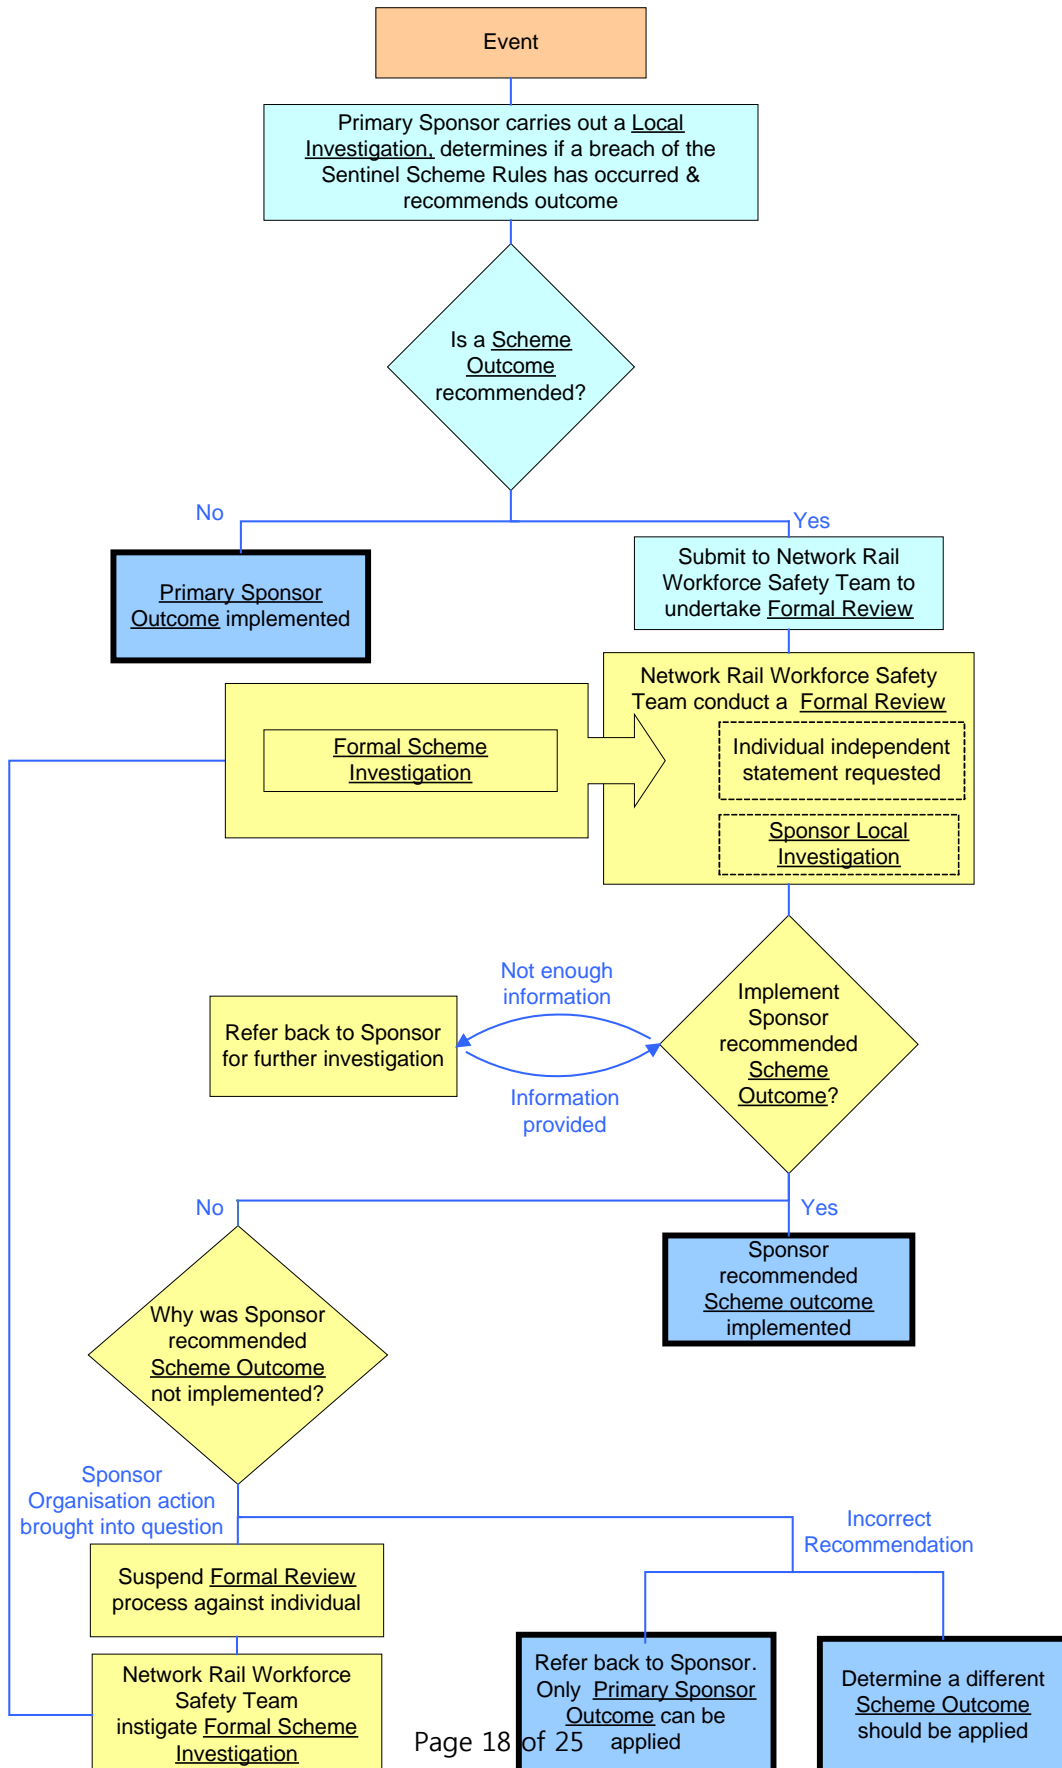 Event
Primary Sponsor carries out a Local
Investigation, determines if a breach of the
Sentinel Scheme Rules has occurred &
recommends outcome
Is a Scheme
Outcome
recommended?
No
Yes
Primary Sponsor
Outcome implemented
Submit to Network Rail
Workforce Safety Team to
undertake Formal Review
Network Rail Workforce Safety
Team conduct a Formal Review
Formal Scheme
Investigation
Individual independent
statement requested
Sponsor Local
Investigation
Not enough
information
Refer back to Sponsor
for further investigation
Information
provided
Implement
Sponsor
recommended
Scheme
Outcome?
No
Yes
Sponsor
recommended
Scheme outcome
implemented
Why was Sponsor
recommended
Scheme Outcome
not implemented?
Sponsor
Organisation action
brought into question
Incorrect
Recommendation
Suspend Formal Review
process against individual
Network Rail Workforce
Safety Team
instigate Formal Scheme
Investigation
Refer back to Sponsor.
Only Primary Sponsor
Outcome can be
applied
Determine a different
Scheme Outcome
should be applied
Page 18 of 25